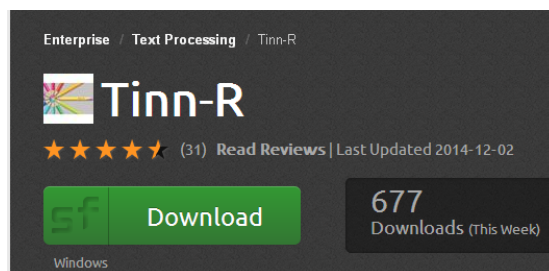 Enterprise / Text Processing / Tinn-R
Tinn-R
(31) Read Reviews | Last Updated 2014-12-02
sf Download
677
Downloads (This Week)
Windows